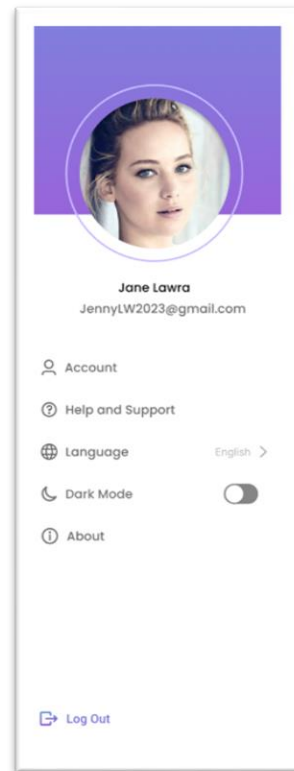 Jane Lawra
JennyLW2023@gmail.com
Account
Help and Support
Language English
Dark Mode
About
Log Out